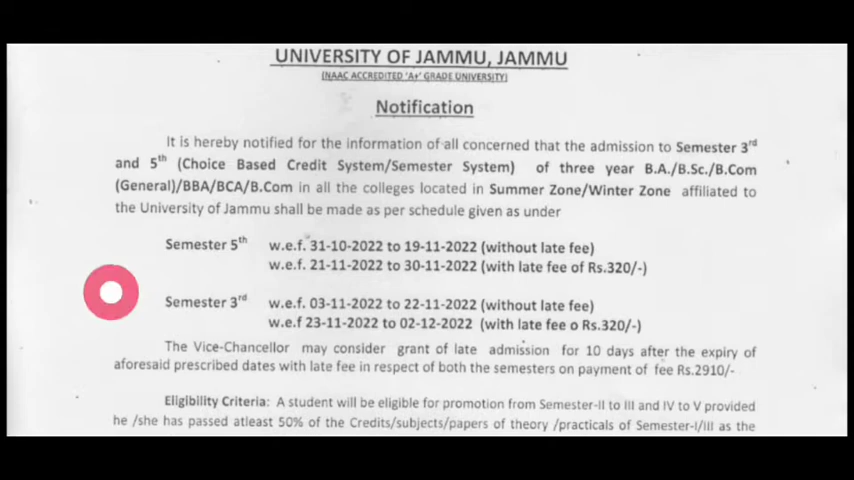 UNIVERSITY OF JAMMU, JAMMU
(NAAC ACCREDITED 'A+' GRADE UNIVERSITY)
Notification
It is hereby notified for the information of all concerned that the admission to Semester 3rd
and 5th (Choice Based Credit System/Semester System) of three year B.A./B.Sc./B.Com
(General)/BBA/BCA/B.Com in all the colleges located in Summer Zone/Winter Zone affiliated to
the University of Jammu shall be made as per schedule given as under
Semester 5th w.e.f. 31-10-2022 to 19-11-2022 (without late fee)
w.e.f. 21-11-2022 to 30-11-2022 (with late fee of Rs.320/-)
Semester 3rd w.e.f. 03-11-2022 to 22-11-2022 (without late fee)
w.e.f 23-11-2022 to 02-12-2022 (with late fee o Rs.320/-)
The Vice-Chancellor may consider grant of late admission for 10 days after the expiry of
aforesaid prescribed dates with late fee in respect of both the semesters on payment of fee Rs.2910/-
Eligibility Criteria: A student will be eligible for promotion from Semester-II to III and IV to V provided
he /she has passed atleast 50% of the Credits/subjects/papers of theory /practicals of Semester-I/III as the